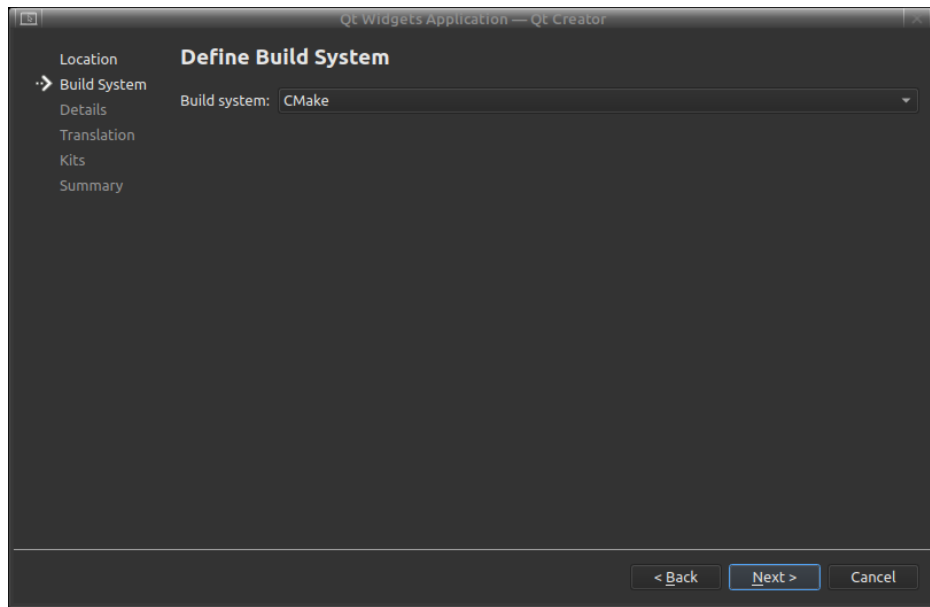 Qt Widgets Application — Qt Creator
Location
Build System
Details
Translation
Kits
Summary
Define Build System
Build system: CMake
< Back Next > Cancel